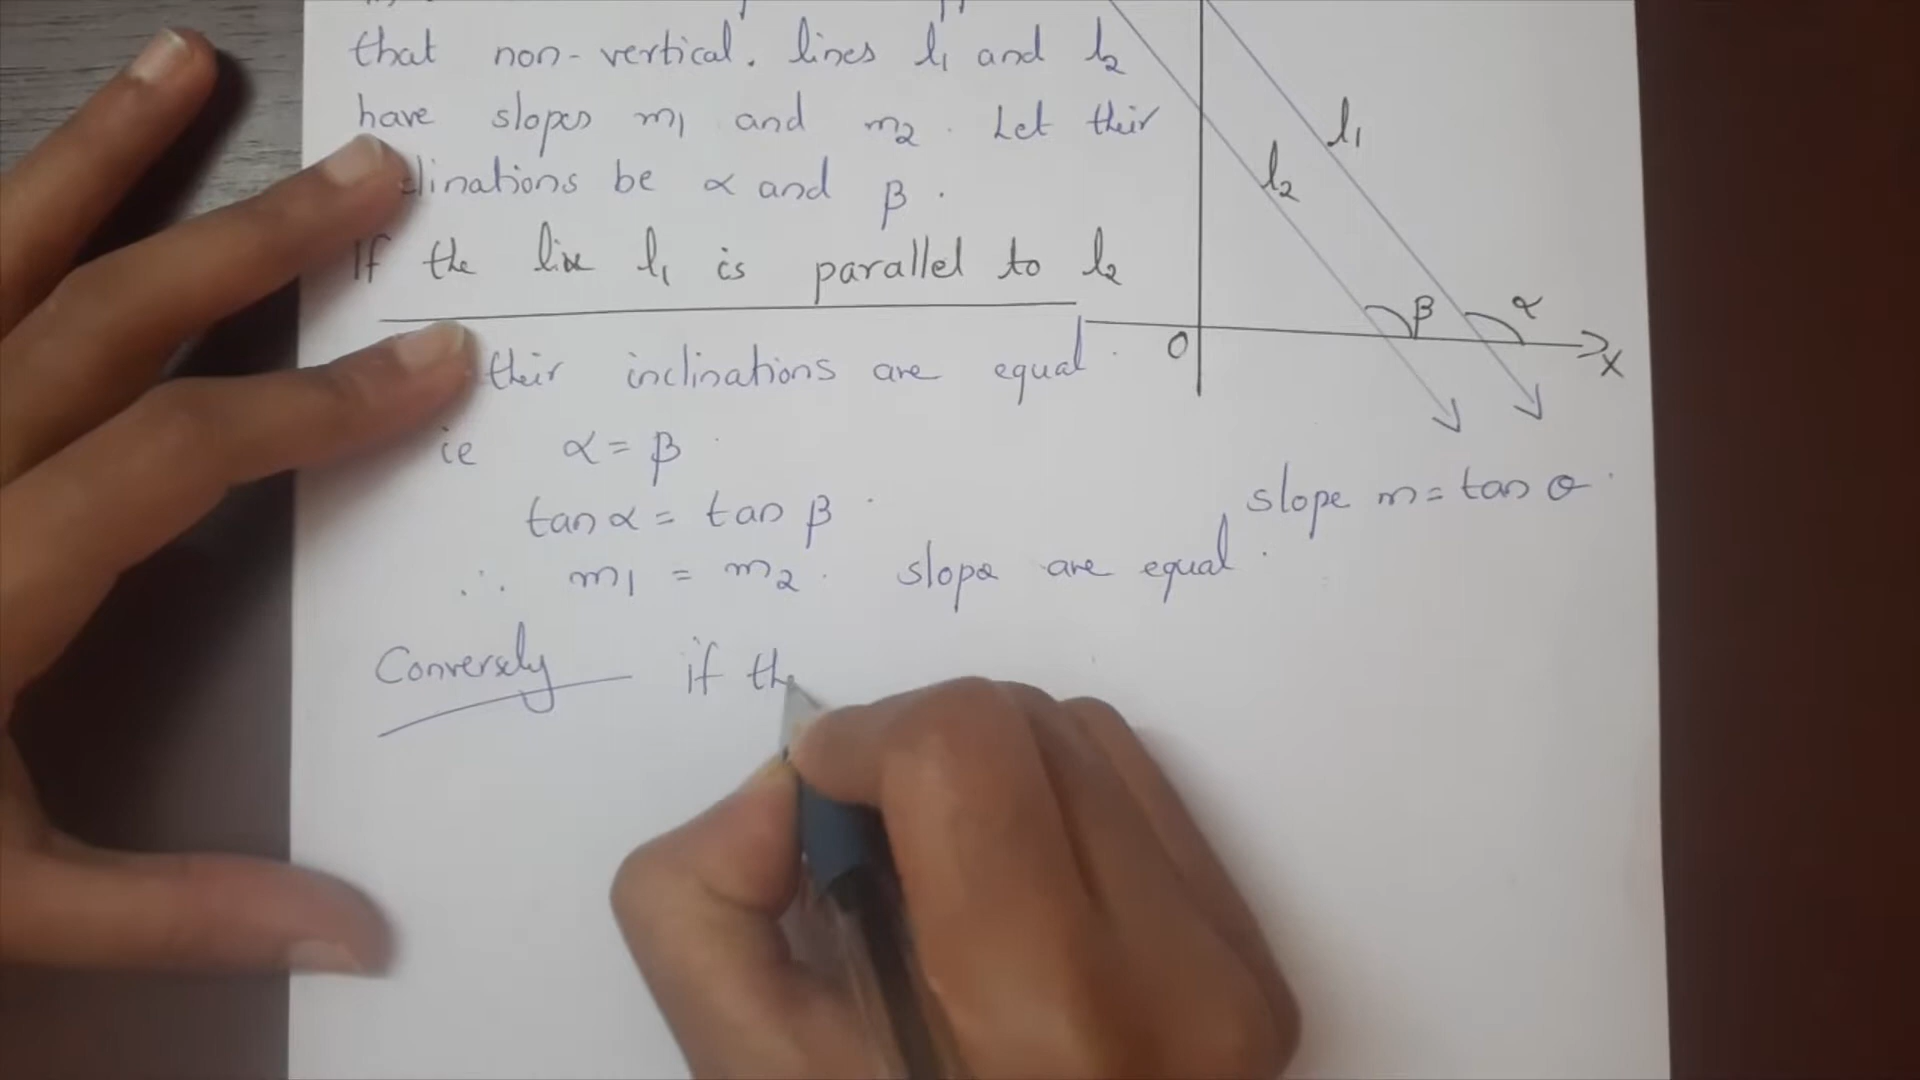 that non-vertical. lines l₁ and l₂
have slopes m₁ and m₂. Let their
clinations be α and β.
If the line l₁ is parallel to l₂
their inclinations are equal.
ie α = β.
tan α = tan β.
slope m = tan θ.
∴ m₁ = m₂. slope are equal.
Conversely if th
l₁
l₂
β
α
O
X